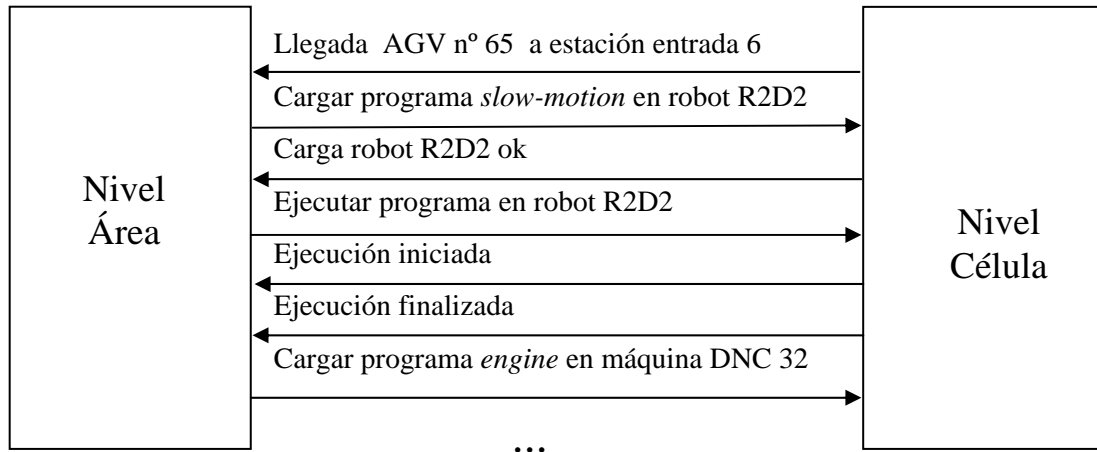 Llegada AGV nº 65 a estación entrada 6
Cargar programa slow-motion en robot R2D2
Carga robot R2D2 ok
Nivel
Área
Ejecutar programa en robot R2D2
Ejecución iniciada
Ejecución finalizada
Cargar programa engine en máquina DNC 32
Nivel
Célula
...